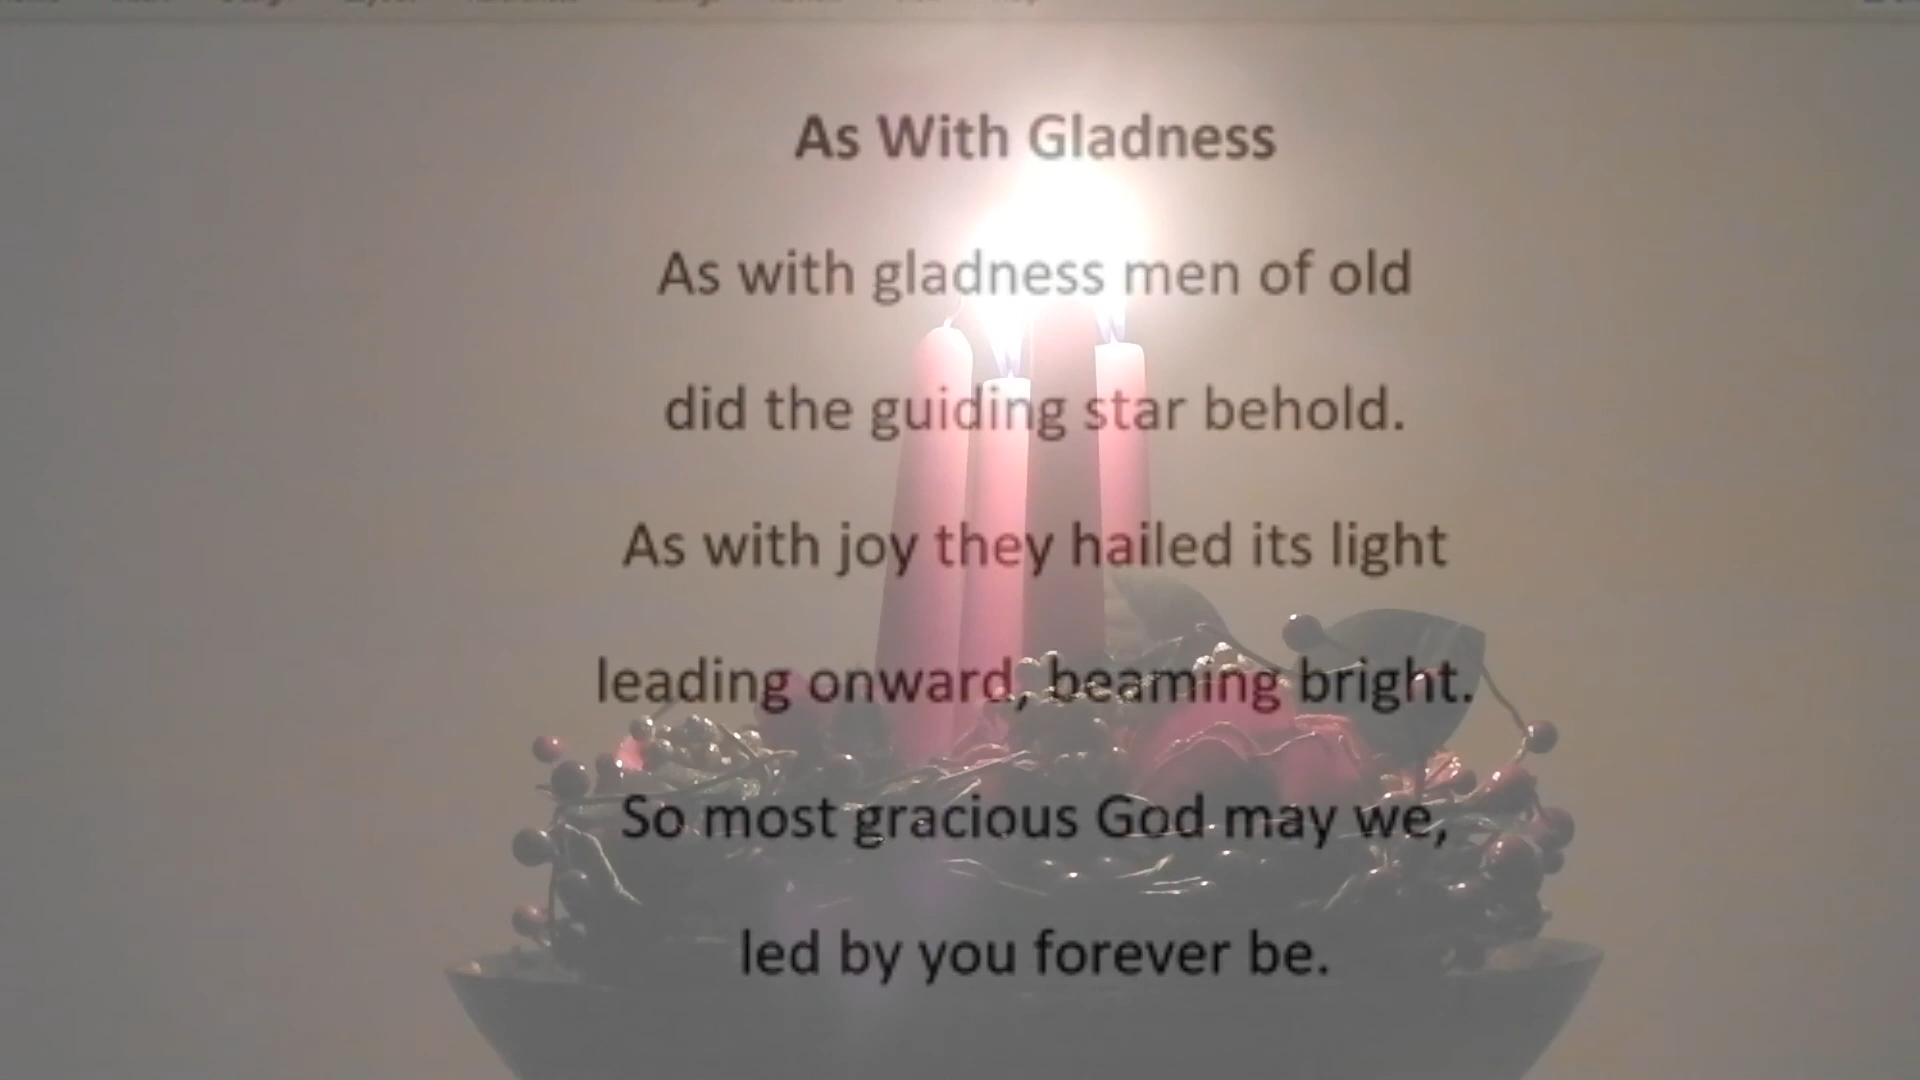 As With Gladness
As with gladness men of old
did the guiding star behold.
As with joy they hailed its light
leading onward, beaming bright.
So most gracious God may we,
led by you forever be.